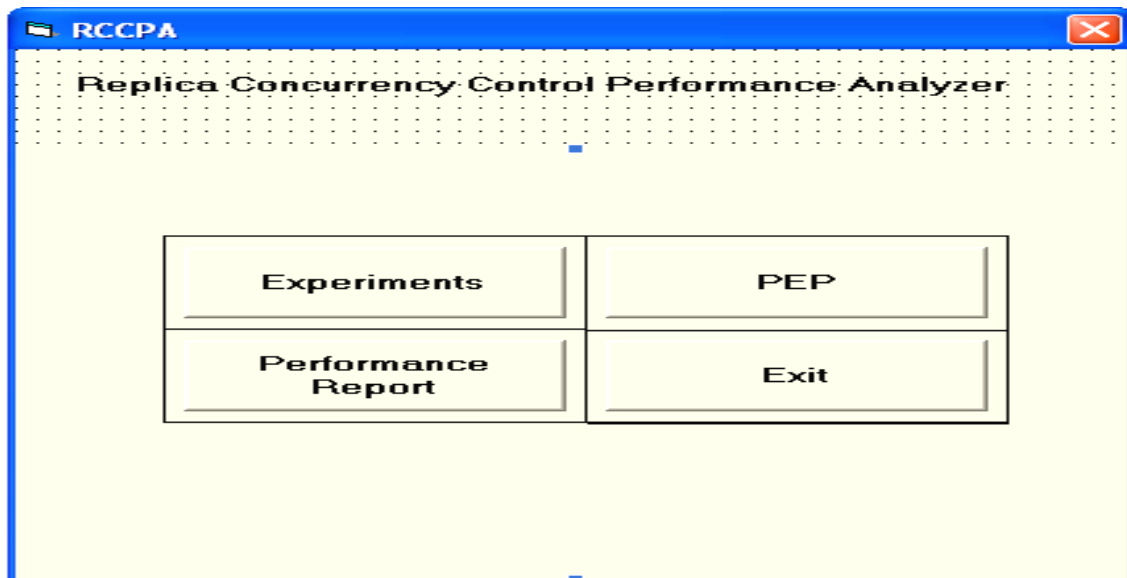 RCCPA
Replica Concurrency Control Performance Analyzer
Experiments
PEP
Performance
Report
Exit